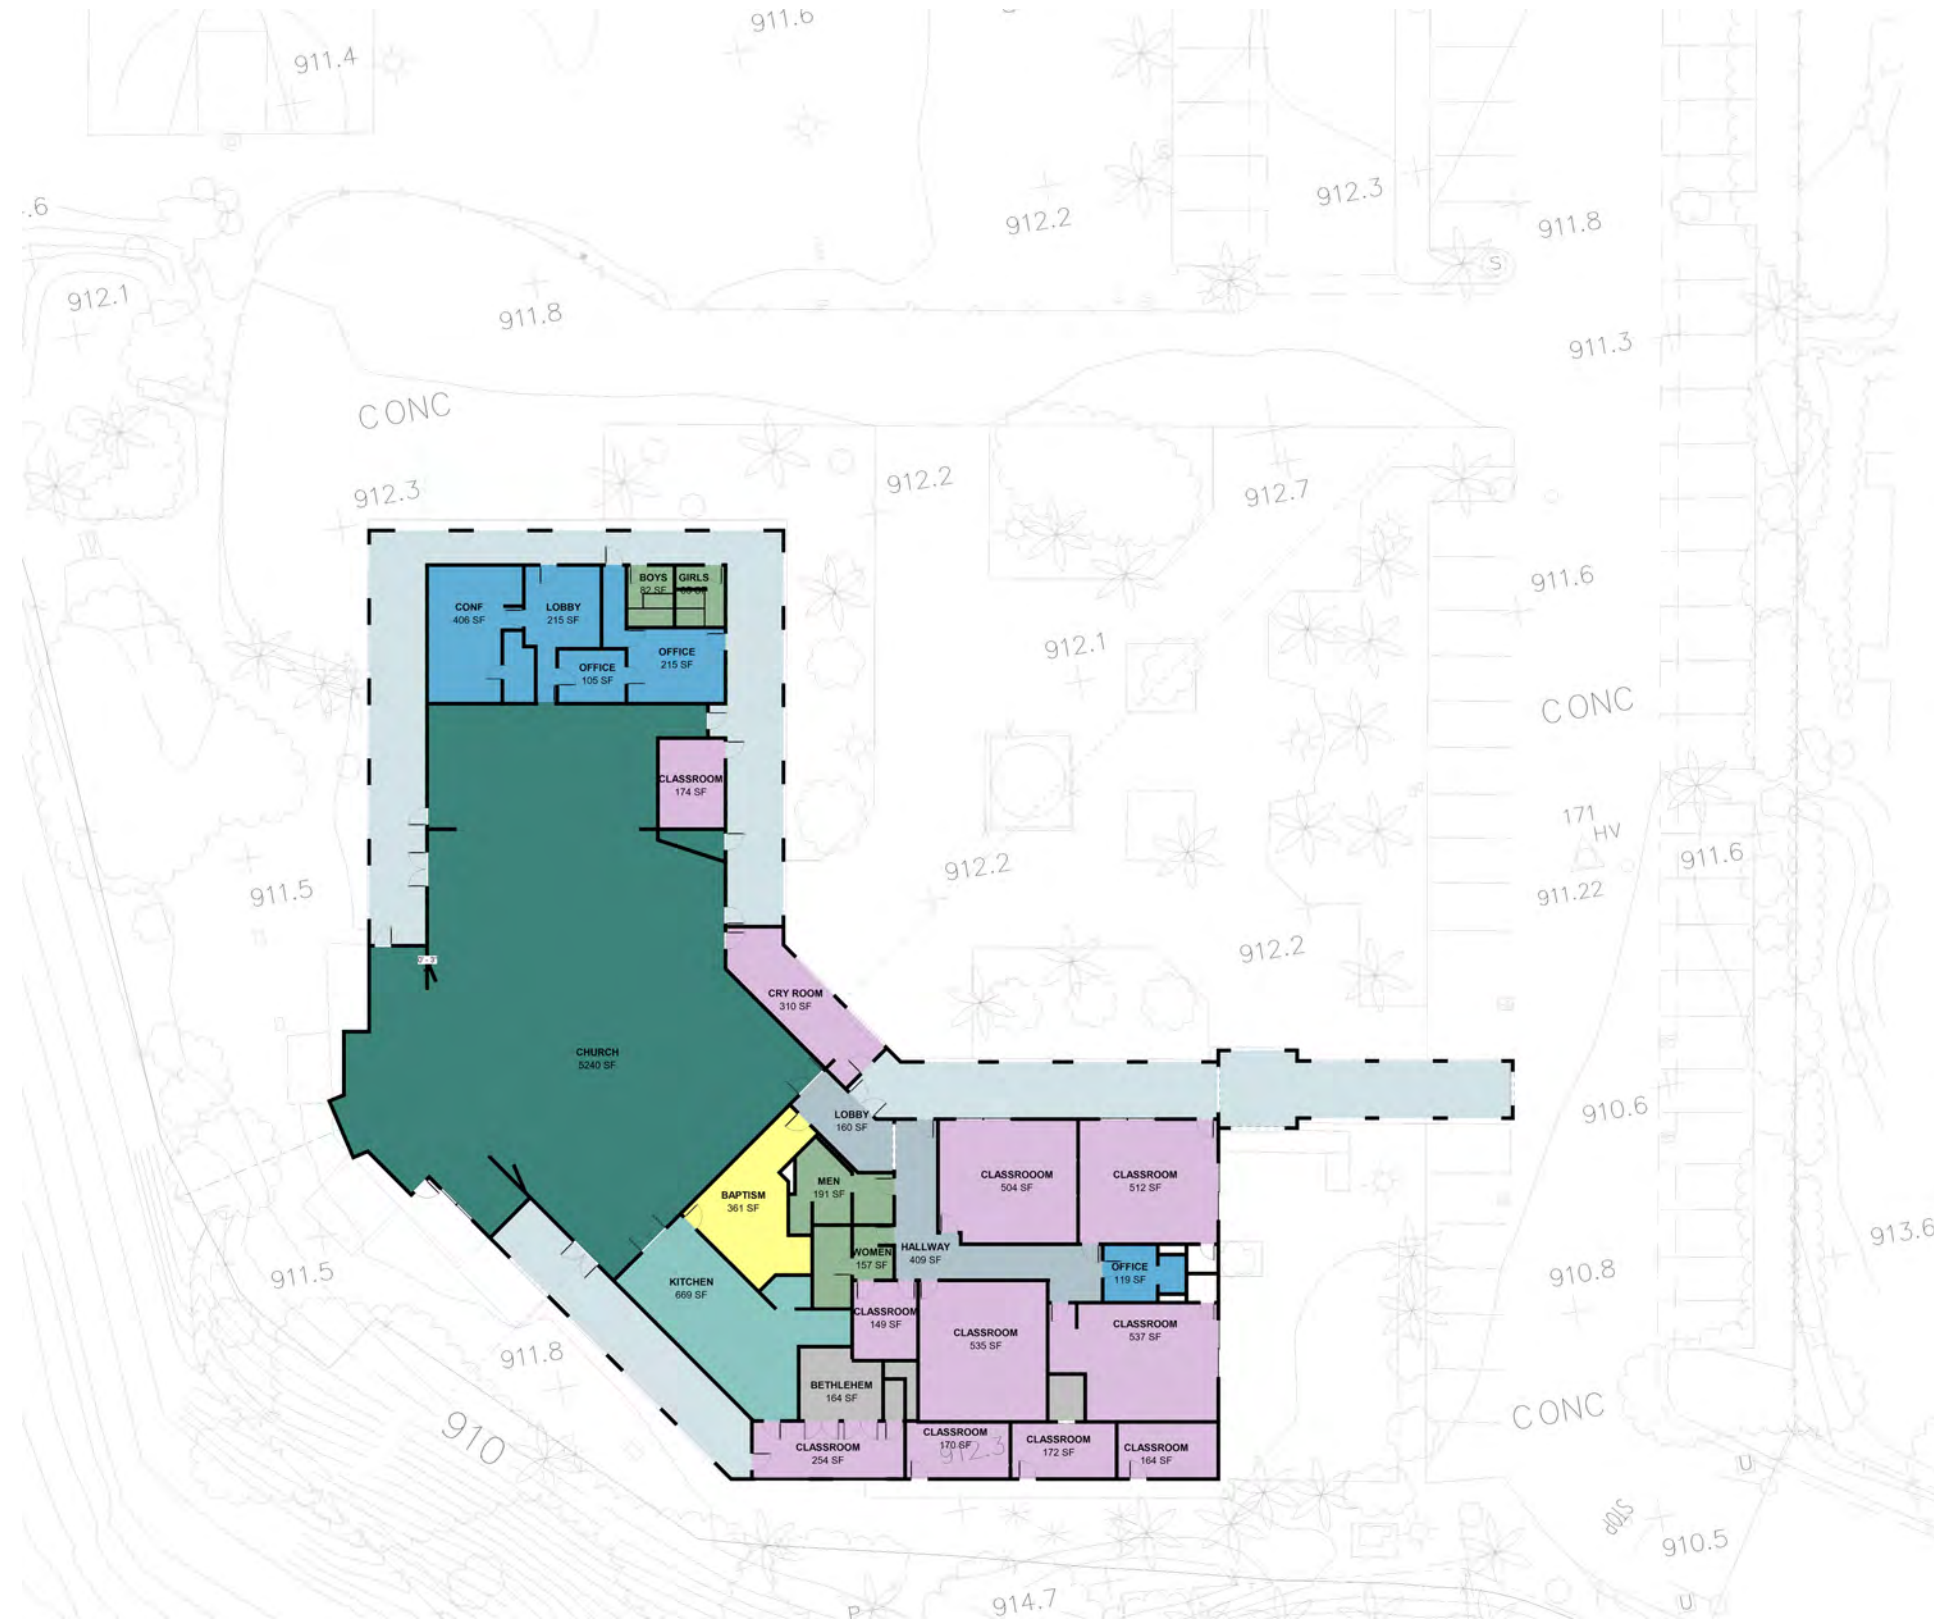 911.6
911.4
912.3
.6
912.2
911.8
S
912.1
911.8
911.3
CONC
912.3
912.2
912.7
911.6
BOYS
82 SF
GIRLS
CONF
406 SF
LOBBY
215 SF
912.1
OFFICE
215 SF
OFFICE
105 SF
CONC
CLASSROOM
174 SF
171
HV
911.6
911.5
912.2
911.22
912.2
CRY ROOM
310 SF
CHURCH
5240 SF
LOBBY
160 SF
910.6
CLASSROOOM
504 SF
CLASSROOM
512 SF
MEN
191 SF
BAPTISM
361 SF
913.6
HALLWAY
409 SF
WOMEN
157 SF
911.5
OFFICE
119 SF
910.8
KITCHEN
669 SF
CLASSROOM
149 SF
CLASSROOM
535 SF
CLASSROOM
537 SF
911.8
BETHLEHEM
164 SF
CONC
910
CLASSROOM
254 SF
CLASSROOM
170 SF
912.3
CLASSROOM
172 SF
CLASSROOM
164 SF
U
STOP
910.5
914.7
P
U